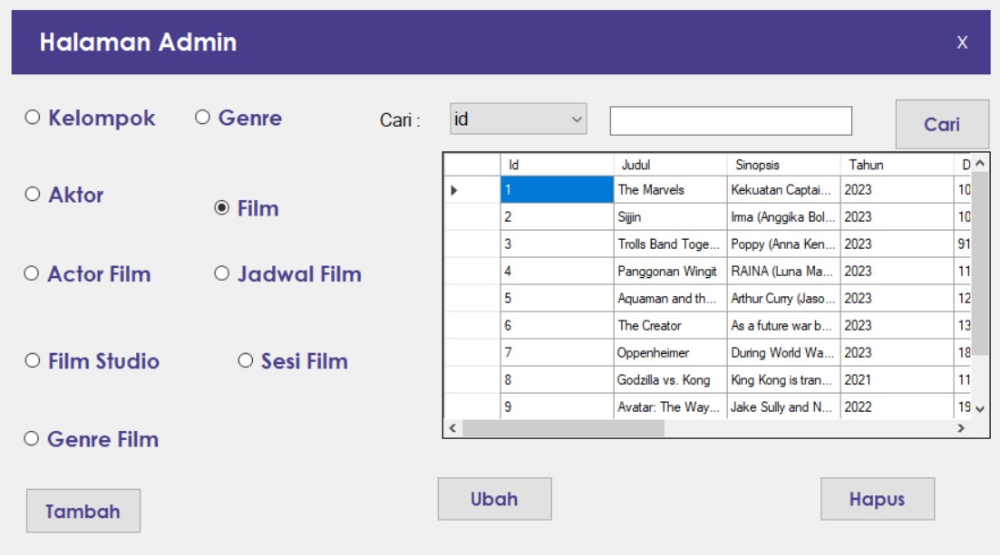 Halaman Admin X
Kelompok Genre Cari : id Cari
Id Judul Sinopsis Tahun D
1 The Marvels Kekuatan Captai... 2023 10
Aktor
Film
2 Sijjin Irma (Anggika Bol... 2023 10
3 Trolls Band Toge... Poppy (Anna Ken... 2023 91
Actor Film Jadwal Film
4 Panggonan Wingit RAINA (Luna Ma... 2023 11
5 Aquaman and th... Arthur Curry (Jaso... 2023 12
6 The Creator As a future war b... 2023 13
7 Oppenheimer During World Wa... 2023 18
Film Studio Sesi Film
8 Godzilla vs. Kong King Kong is tran... 2021 11
9 Avatar: The Way... Jake Sully and N... 2022 19
Genre Film
Tambah Ubah Hapus